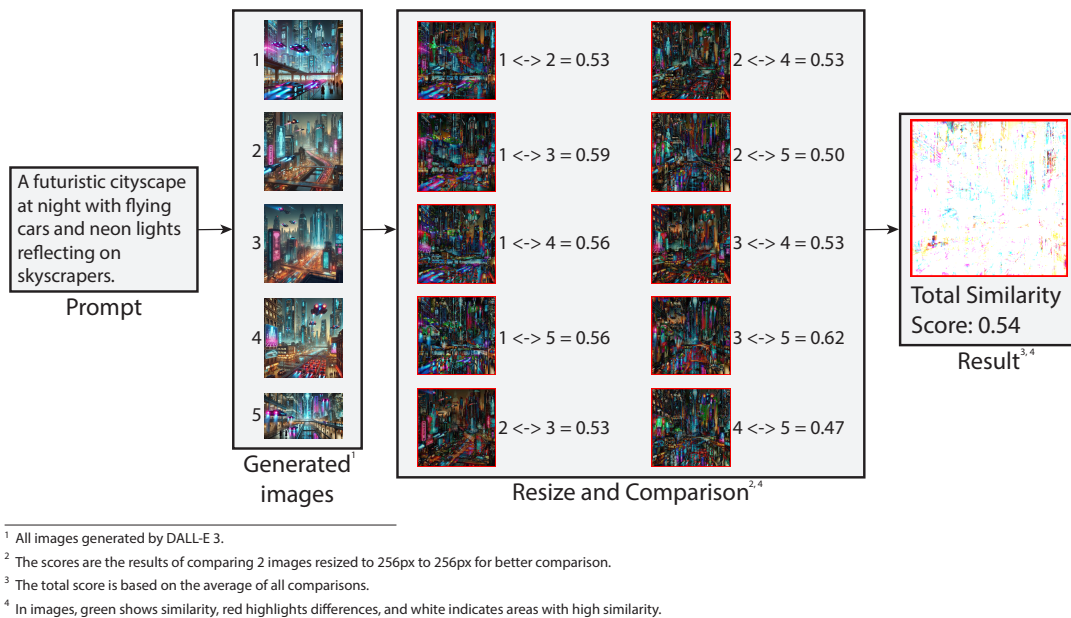 A futuristic cityscape
at night with flying
cars and neon lights
reflecting on
skyscrapers.
Prompt
1
2
3
4
5
Generated¹
images
1 <-> 2 = 0.53
1 <-> 3 = 0.59
1 <-> 4 = 0.56
1 <-> 5 = 0.56
2 <-> 3 = 0.53
2 <-> 4 = 0.53
2 <-> 5 = 0.50
3 <-> 4 = 0.53
3 <-> 5 = 0.62
4 <-> 5 = 0.47
Resize and Comparison²,⁴
Total Similarity
Score: 0.54
Result³,⁴
¹ All images generated by DALL-E 3.
² The scores are the results of comparing 2 images resized to 256px to 256px for better comparison.
³ The total score is based on the average of all comparisons.
⁴ In images, green shows similarity, red highlights differences, and white indicates areas with high similarity.